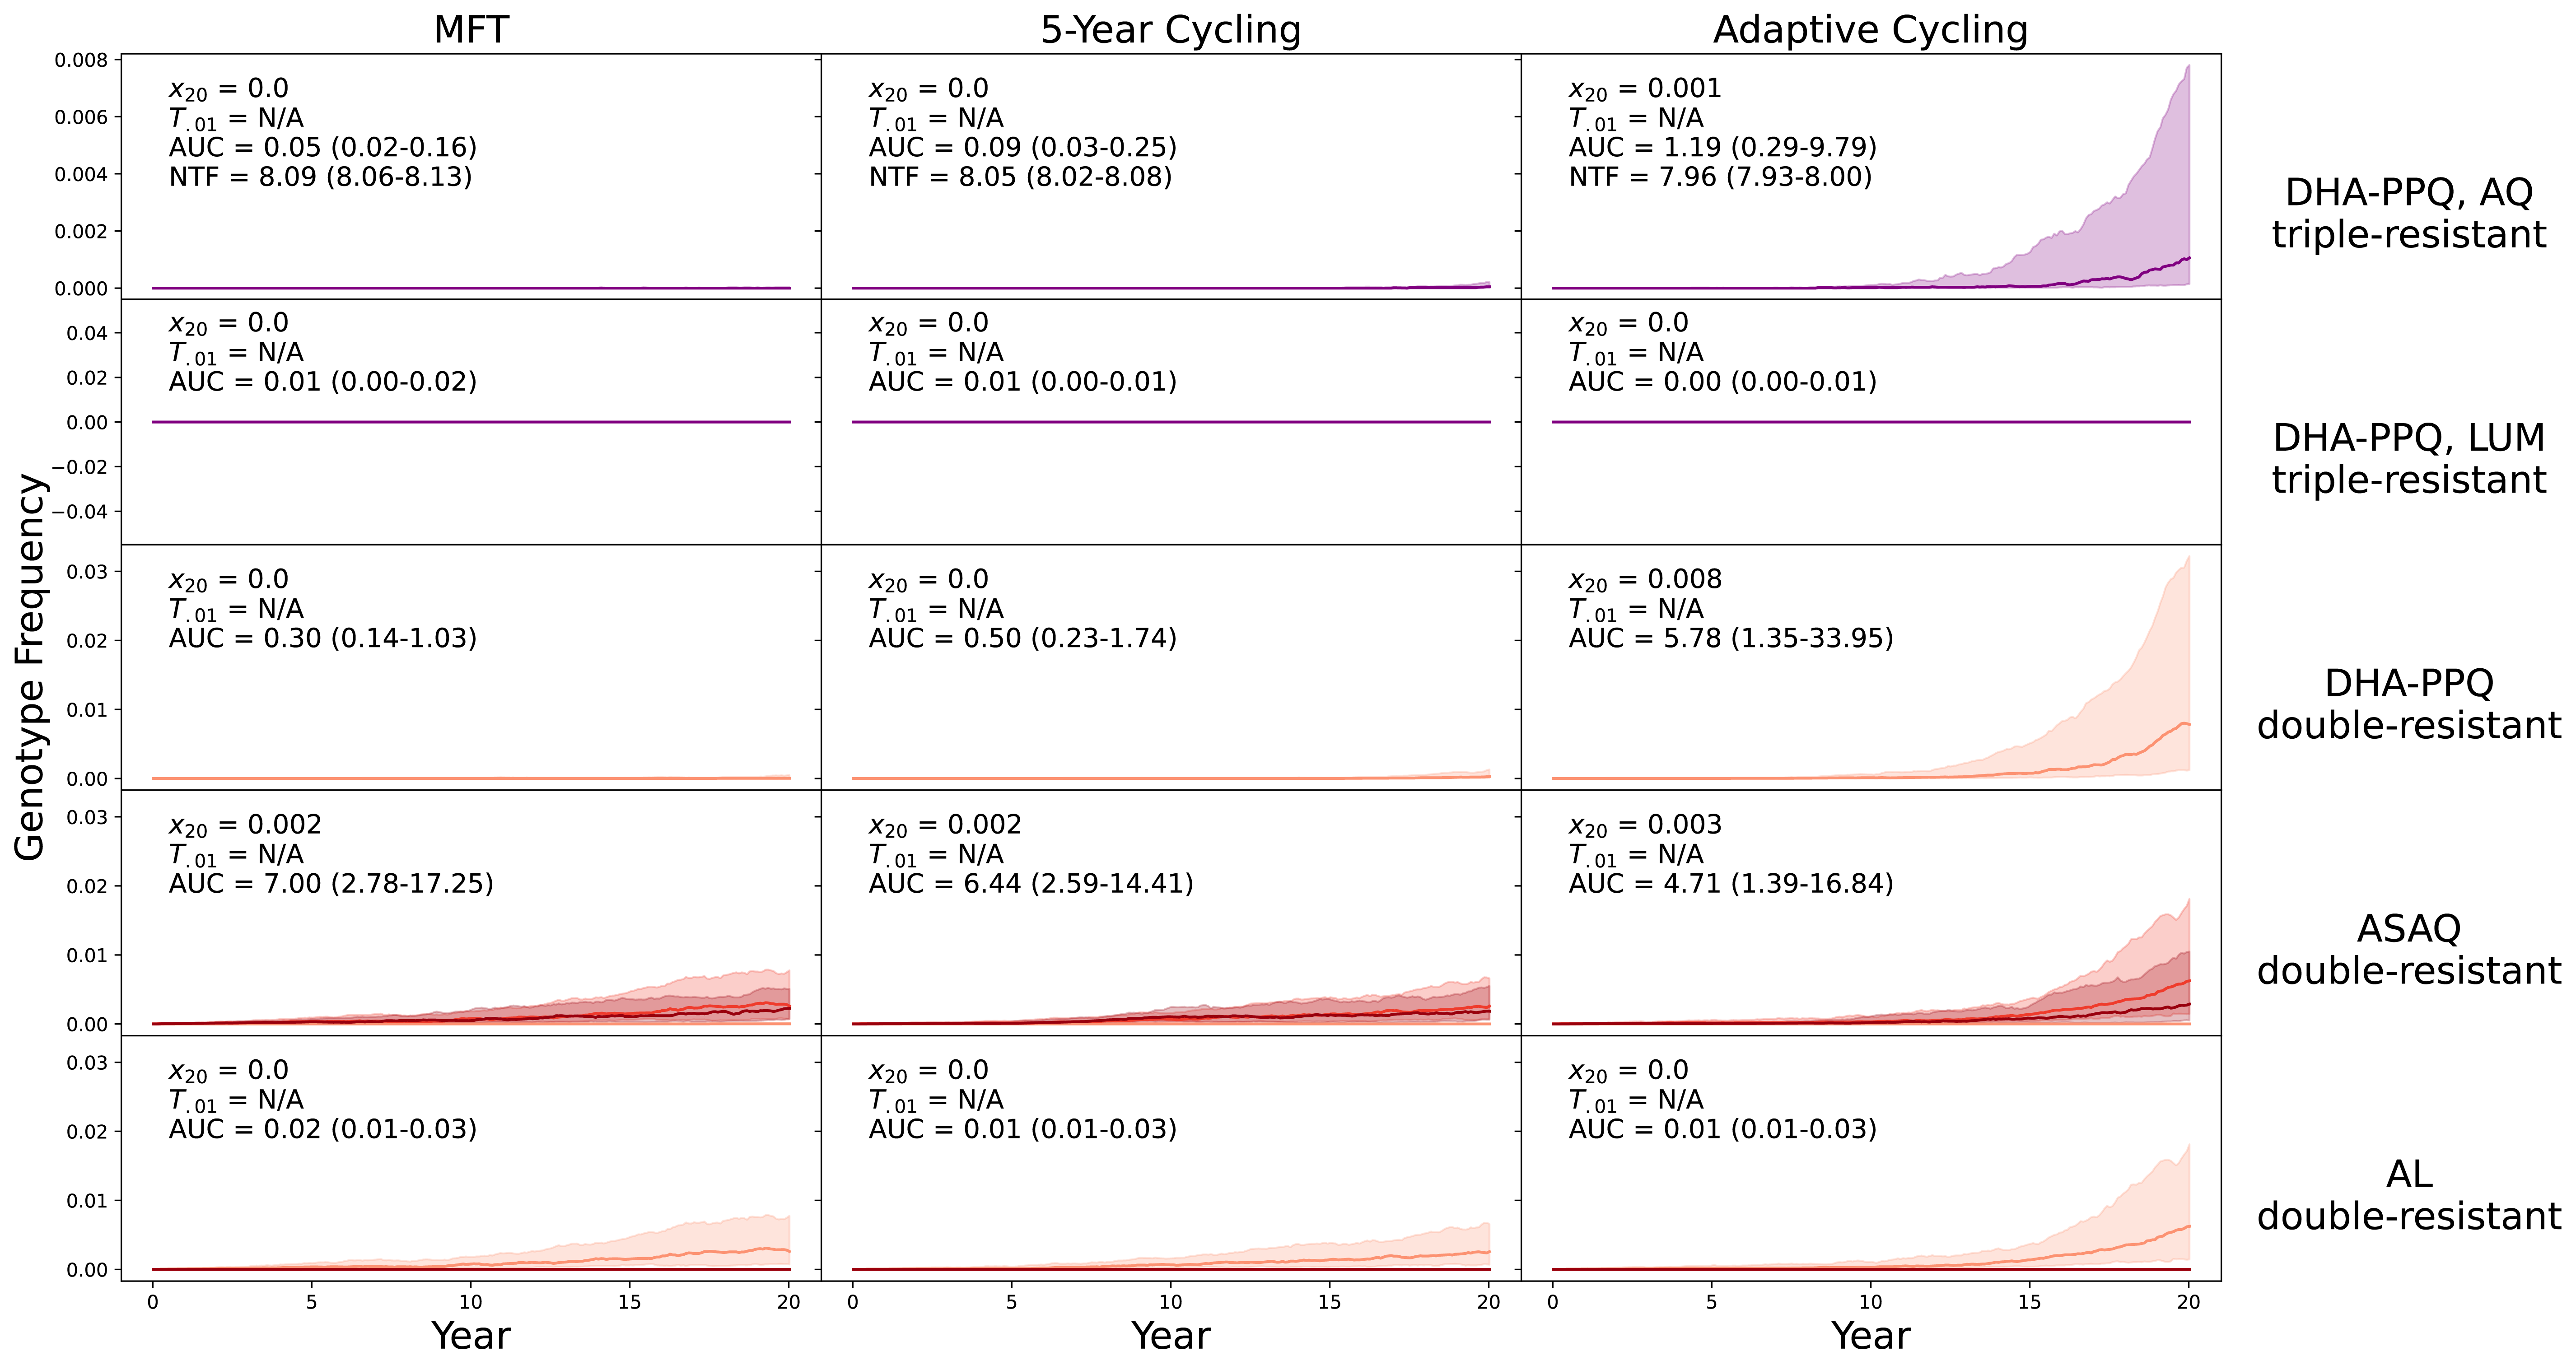 MFT
5-Year Cycling
Adaptive Cycling
Genotype Frequency
0.008
0.006
0.004
0.002
0.000
x20 = 0.0
T.01 = N/A
AUC = 0.05 (0.02-0.16)
NTF = 8.09 (8.06-8.13)
x20 = 0.0
T.01 = N/A
AUC = 0.09 (0.03-0.25)
NTF = 8.05 (8.02-8.08)
x20 = 0.001
T.01 = N/A
AUC = 1.19 (0.29-9.79)
NTF = 7.96 (7.93-8.00)
DHA-PPQ, AQ
triple-resistant
0.04
0.02
0.00
−0.02
−0.04
x20 = 0.0
T.01 = N/A
AUC = 0.01 (0.00-0.02)
x20 = 0.0
T.01 = N/A
AUC = 0.01 (0.00-0.01)
x20 = 0.0
T.01 = N/A
AUC = 0.00 (0.00-0.01)
DHA-PPQ, LUM
triple-resistant
0.03
0.02
0.01
0.00
x20 = 0.0
T.01 = N/A
AUC = 0.30 (0.14-1.03)
x20 = 0.0
T.01 = N/A
AUC = 0.50 (0.23-1.74)
x20 = 0.008
T.01 = N/A
AUC = 5.78 (1.35-33.95)
DHA-PPQ
double-resistant
0.03
0.02
0.01
0.00
x20 = 0.002
T.01 = N/A
AUC = 7.00 (2.78-17.25)
x20 = 0.002
T.01 = N/A
AUC = 6.44 (2.59-14.41)
x20 = 0.003
T.01 = N/A
AUC = 4.71 (1.39-16.84)
ASAQ
double-resistant
0.03
0.02
0.01
0.00
x20 = 0.0
T.01 = N/A
AUC = 0.02 (0.01-0.03)
x20 = 0.0
T.01 = N/A
AUC = 0.01 (0.01-0.03)
x20 = 0.0
T.01 = N/A
AUC = 0.01 (0.01-0.03)
AL
double-resistant
0 5 10 15 20
0 5 10 15 20
0 5 10 15 20
Year
Year
Year